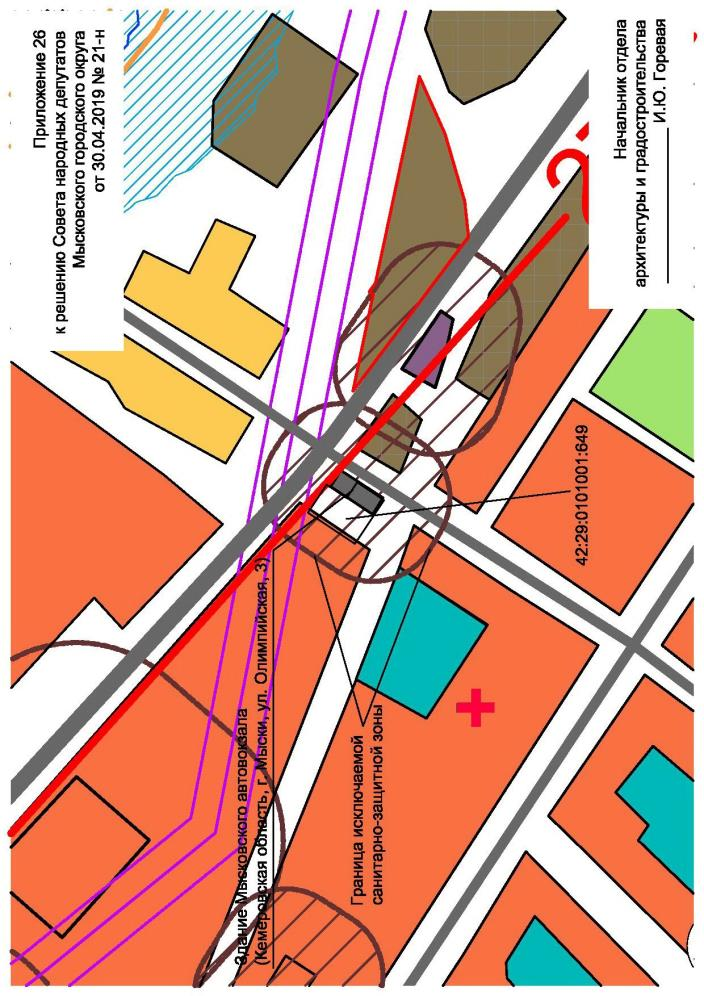 Приложение 26
к решению Совета народных депутатов
Мысковского городского округа
от 30.04.2019 № 21-н
Здание Мысковского автовокзала
(Кемеровская область, г. Мыски, ул. Олимпийская, 3)
Граница исключаемой
санитарно-защитной зоны
42:29:0101001:649
Начальник отдела
архитектуры и градостроительства
И.Ю. Горевая